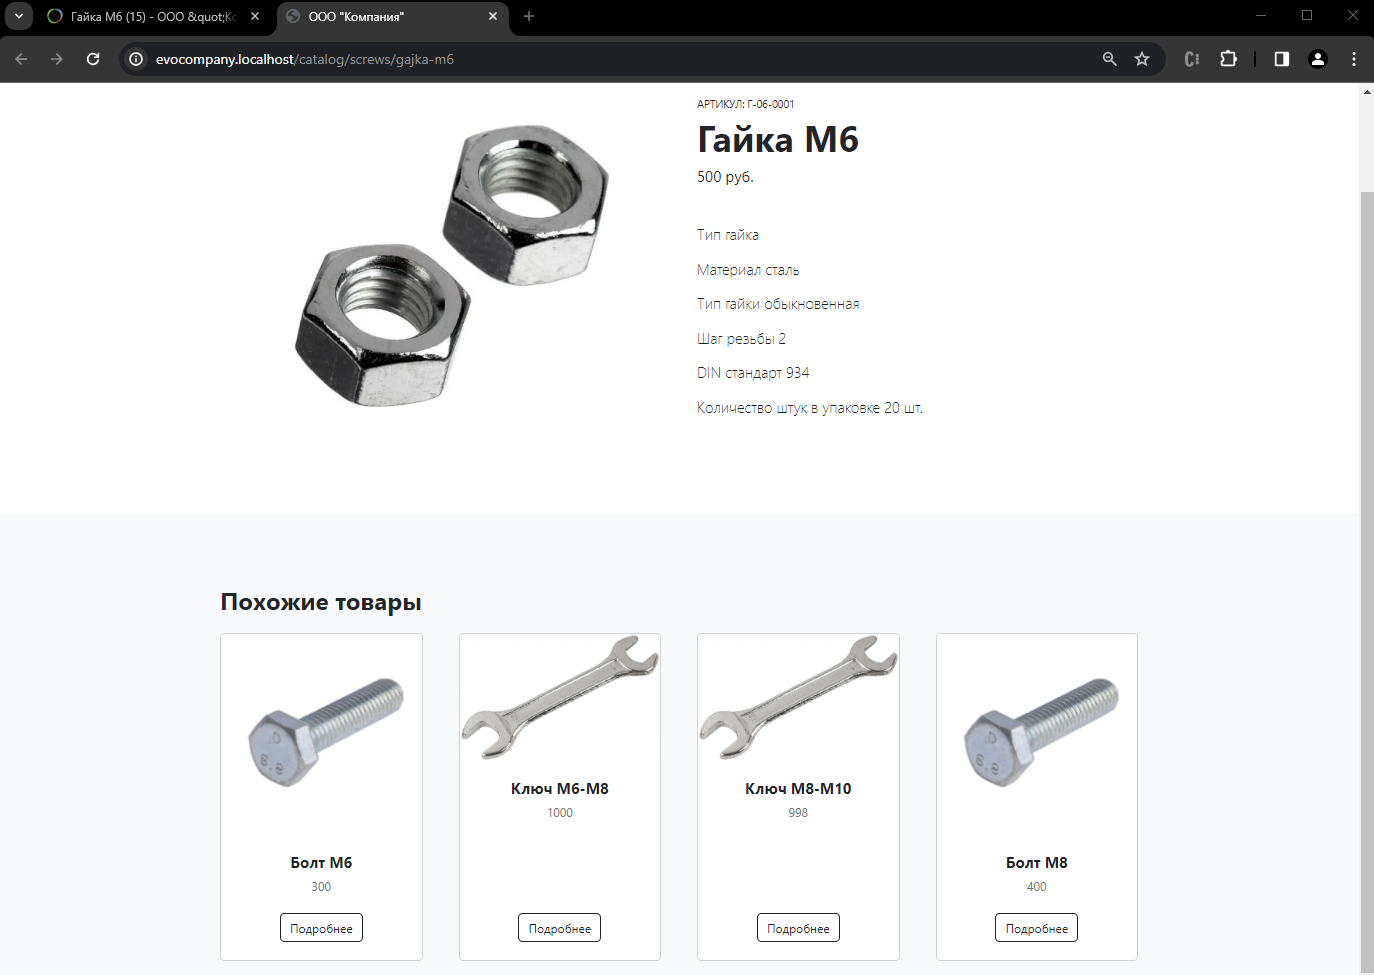 Гайка М6 (15) - ООО &quot;Ко
ООО "Компания"
evocompany.localhost/catalog/screws/gajka-m6
АРТИКУЛ: Г-06-0001
Гайка М6
500 руб.
Тип гайка
Материал сталь
Тип гайки обыкновенная
Шаг резьбы 2
DIN стандарт 934
Количество штук в упаковке 20 шт.
Похожие товары
Болт М6
300
Подробнее
Ключ М6-М8
1000
Подробнее
Ключ М8-М10
998
Подробнее
Болт М8
400
Подробнее